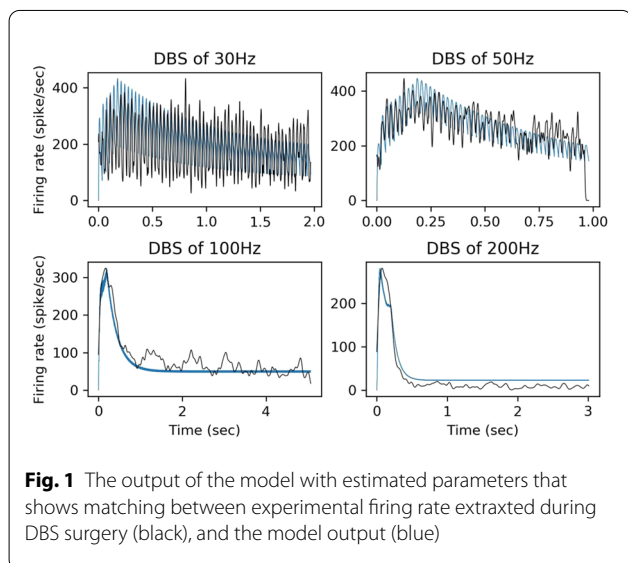 DBS of 30Hz
DBS of 50Hz
Firing rate (spike/sec)
400
200
0
0.0 0.5 1.0 1.5 2.0
400
200
0
0.00 0.25 0.50 0.75 1.00
DBS of 100Hz
DBS of 200Hz
Firing rate (spike/sec)
300
200
100
0
0 2 4
Time (sec)
200
100
0
0 1 2 3
Time (sec)
Fig. 1 The output of the model with estimated parameters that
shows matching between experimental firing rate extraxted during
DBS surgery (black), and the model output (blue)